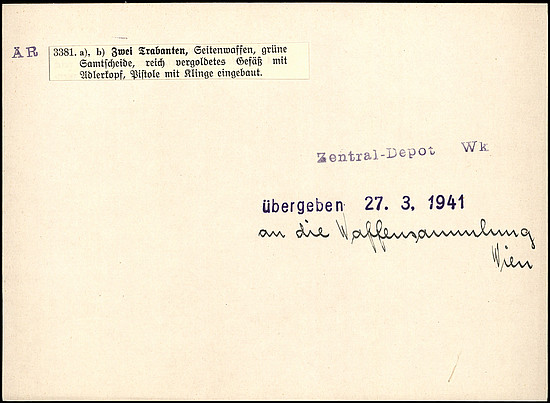 AR 3381. a), b) Zwei Trabanten, Seitenwaffen, grüne
Samtscheide, reich vergoldetes Gefäß mit
Adlerkopf, Pistole mit Klinge eingebaut.
Zentral-Depot Wk
übergeben 27. 3. 1941
an die Waffensammlung
Wien